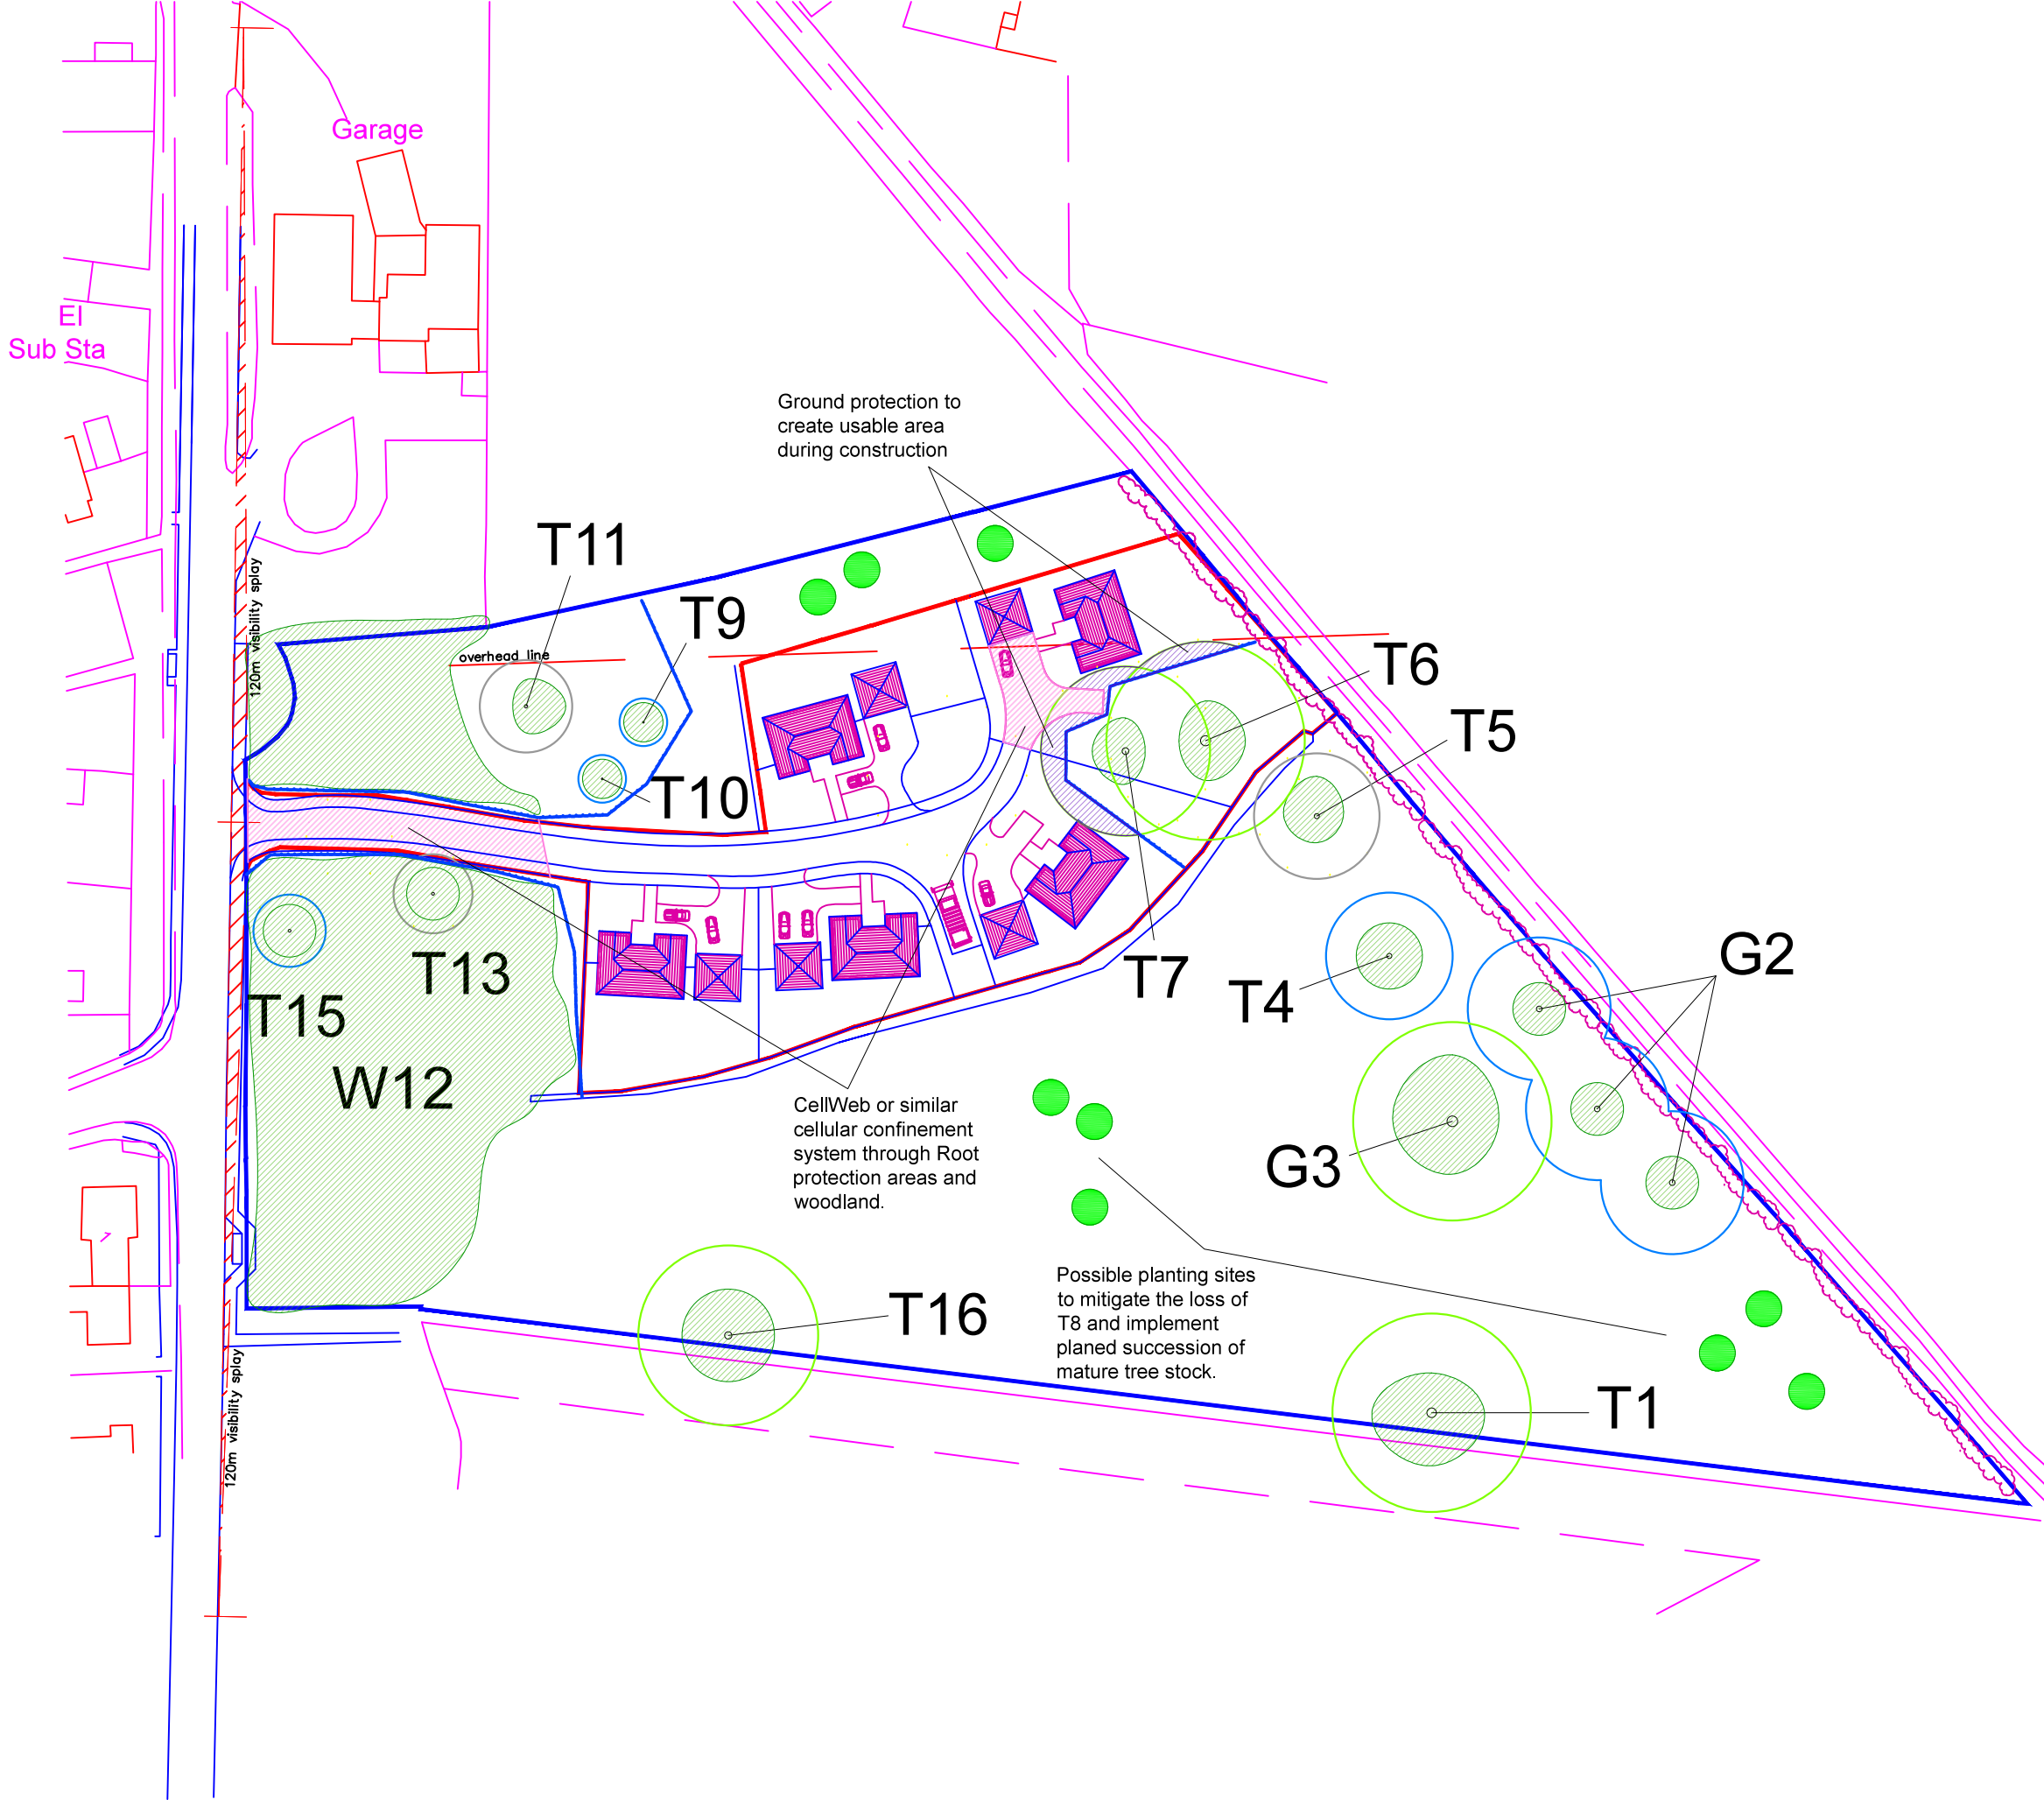 Garage
El
Sub Sta
Ground protection to
create usable area
during construction
T11
T9
120m visibility splay
overhead line
T6
T5
T10
T7
T13
T15
T4
G2
W12
CellWeb or similar
cellular confinement
system through Root
protection areas and
woodland.
G3
Possible planting sites
to mitigate the loss of
T8 and implement
planed succession of
mature tree stock.
T16
T1
120m visibility splay